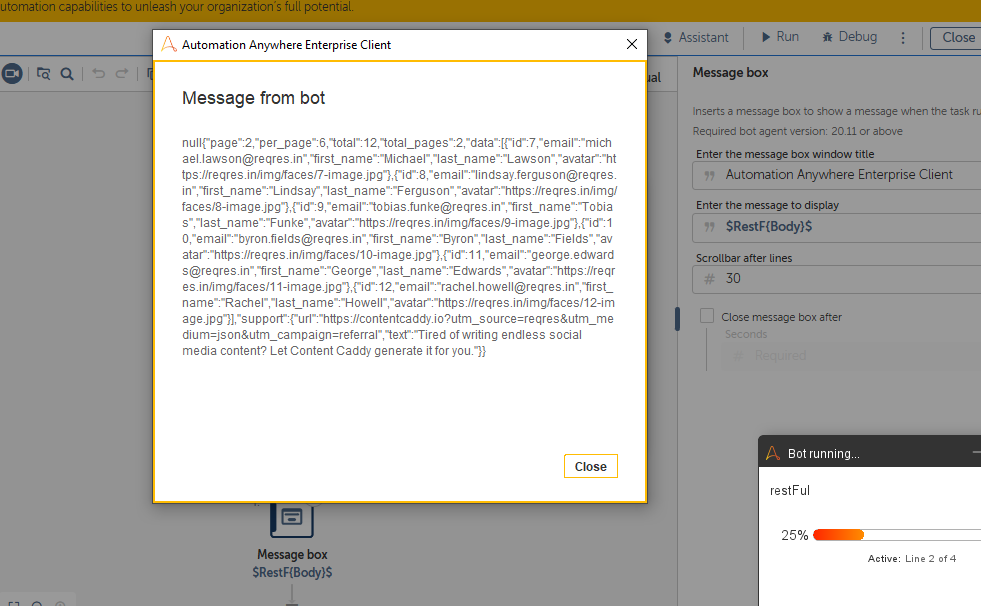 utomation capabilities to unleash your organization's full potential.
Automation Anywhere Enterprise Client
Assistant
Run
Debug
Close
ual
Message box
Message from bot
Inserts a message box to show a message when the task ru
Required bot agent version: 20.11 or above
null{"page":2,"per_page":6,"total":12,"total_pages":2,"data":[{"id":7,"email":"mich
ael.lawson@reqres.in","first_name":"Michael","last_name":"Lawson","avatar":"ht
tps://reqres.in/img/faces/7-image.jpg"},{"id":8,"email":"lindsay.ferguson@reqres.
in","first_name":"Lindsay","last_name":"Ferguson","avatar":"https://reqres.in/img/
faces/8-image.jpg"},{"id":9,"email":"tobias.funke@reqres.in","first_name":"Tobia
s","last_name":"Funke","avatar":"https://reqres.in/img/faces/9-image.jpg"},{"id":1
0,"email":"byron.fields@reqres.in","first_name":"Byron","last_name":"Fields","av
atar":"https://reqres.in/img/faces/10-image.jpg"},{"id":11,"email":"george.edward
s@reqres.in","first_name":"George","last_name":"Edwards","avatar":"https://reqr
es.in/img/faces/11-image.jpg"},{"id":12,"email":"rachel.howell@reqres.in","first_
name":"Rachel","last_name":"Howell","avatar":"https://reqres.in/img/faces/12-im
age.jpg"}],"support":{"url":"https://contentcaddy.io?utm_source=reqres&utm_me
dium=json&utm_campaign=referral","text":"Tired of writing endless social
media content? Let Content Caddy generate it for you."}}
Close
Enter the message box window title
Automation Anywhere Enterprise Client
Enter the message to display
$RestF{Body}$
Scrollbar after lines
# 30
Close message box after
Seconds
# Required
Message box
$RestF{Body}$
Bot running...
restFul
25%
Active: Line 2 of 4